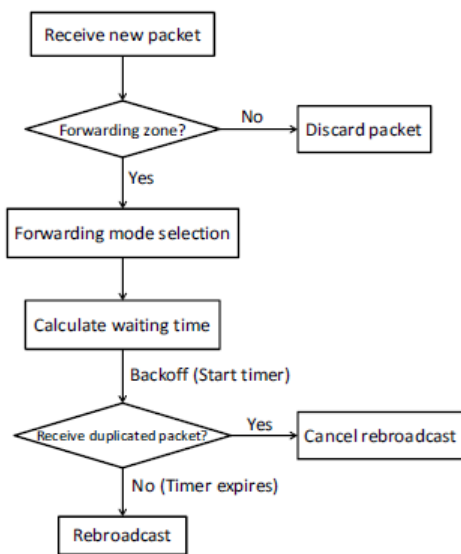 Receive new packet
Forwarding zone?
No
Discard packet
Yes
Forwarding mode selection
Calculate waiting time
Backoff (Start timer)
Receive duplicated packet?
Yes
Cancel rebroadcast
No (Timer expires)
Rebroadcast